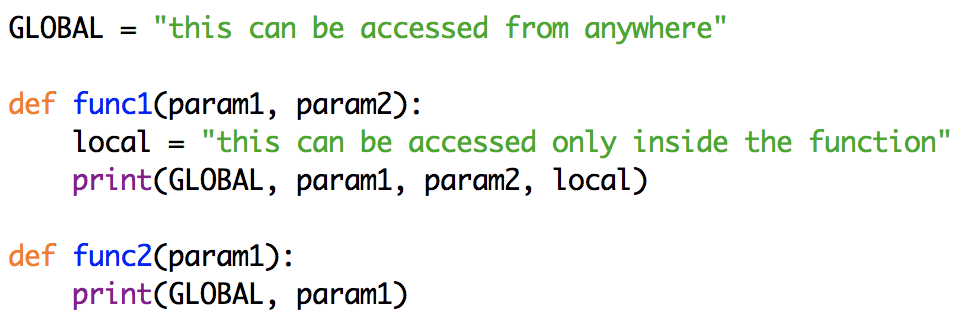 GLOBAL = "this can be accessed from anywhere"
def func1(param1, param2):
    local = "this can be accessed only inside the function"
    print(GLOBAL, param1, param2, local)
def func2(param1):
    print(GLOBAL, param1)